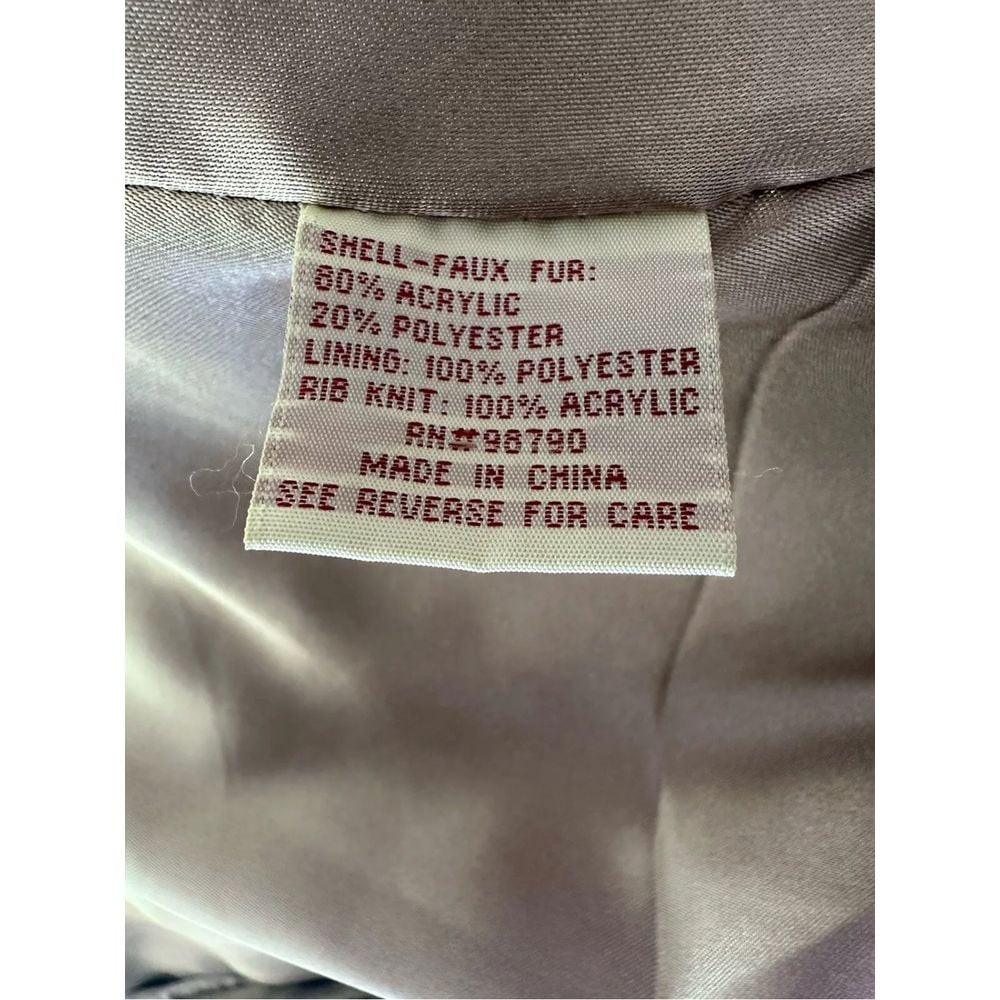 SHELL-FAUX FUR:
80% ACRYLIC
20% POLYESTER
LINING: 100% POLYESTER
RIB KNIT: 100% ACRYLIC
RN#98790
MADE IN CHINA
SEE REVERSE FOR CARE